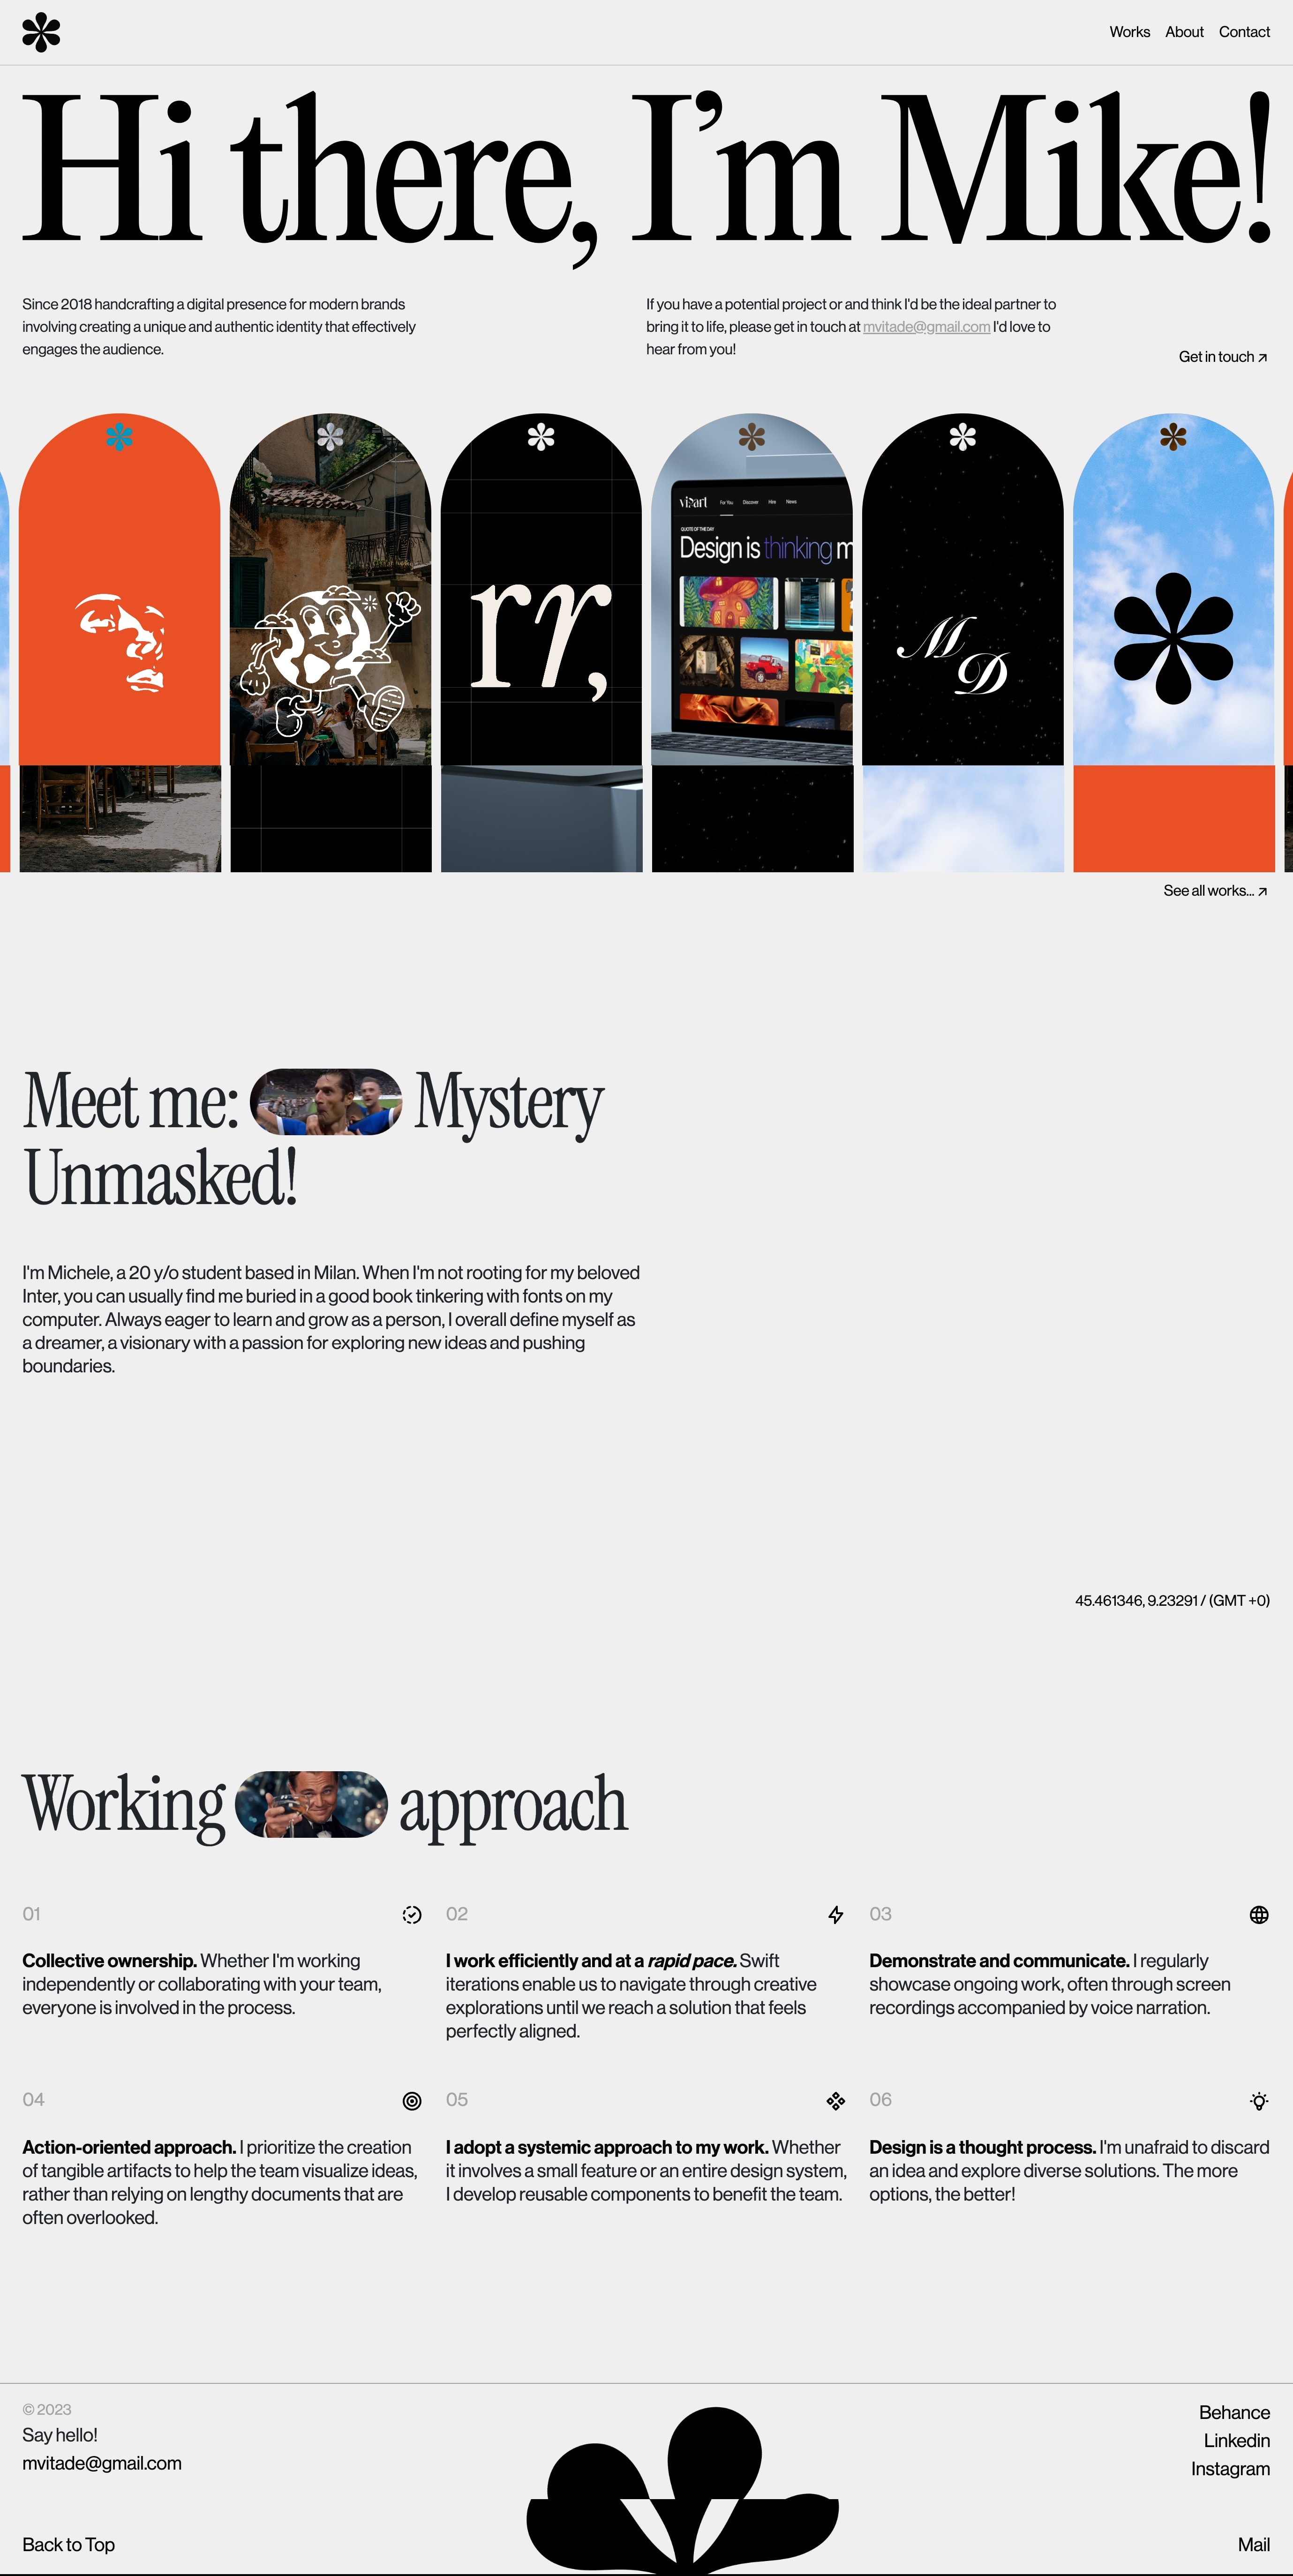 Works About Contact
Hi there, I’m Mike!
Since 2018 handcrafting a digital presence for modern brands
involving creating a unique and authentic identity that effectively
engages the audience.
If you have a potential project or and think I'd be the ideal partner to
bring it to life, please get in touch at mvitade@gmail.com I'd love to
hear from you!
Get in touch
rr,
vi>art For You Discover Hire News
QUOTE OF THE DAY
Design is thinking m
M
D
See all works...
Meet me: Mystery
Unmasked!
I'm Michele, a 20 y/o student based in Milan. When I'm not rooting for my beloved
Inter, you can usually find me buried in a good book tinkering with fonts on my
computer. Always eager to learn and grow as a person, I overall define myself as
a dreamer, a visionary with a passion for exploring new ideas and pushing
boundaries.
45.461346, 9.23291 / (GMT +0)
Working approach
01
Collective ownership. Whether I'm working
independently or collaborating with your team,
everyone is involved in the process.
02
I work efficiently and at a rapid pace. Swift
iterations enable us to navigate through creative
explorations until we reach a solution that feels
perfectly aligned.
03
Demonstrate and communicate. I regularly
showcase ongoing work, often through screen
recordings accompanied by voice narration.
04
Action-oriented approach. I prioritize the creation
of tangible artifacts to help the team visualize ideas,
rather than relying on lengthy documents that are
often overlooked.
05
I adopt a systemic approach to my work. Whether
it involves a small feature or an entire design system,
I develop reusable components to benefit the team.
06
Design is a thought process. I'm unafraid to discard
an idea and explore diverse solutions. The more
options, the better!
© 2023
Say hello!
mvitade@gmail.com
Back to Top
Behance
Linkedin
Instagram
Mail